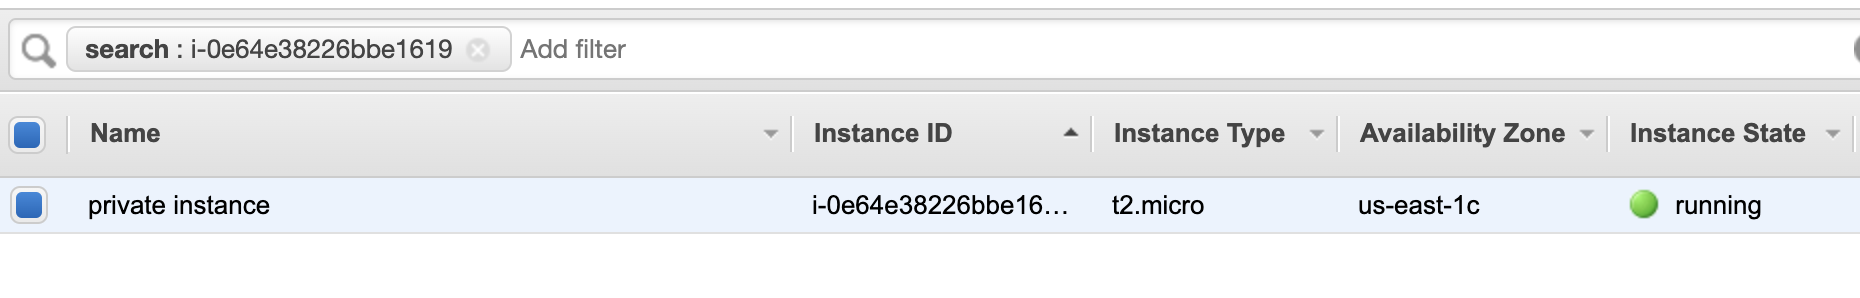 search : i-0e64e38226bbe1619 Add filter
Name Instance ID Instance Type Availability Zone Instance State
private instance i-0e64e38226bbe16... t2.micro us-east-1c running